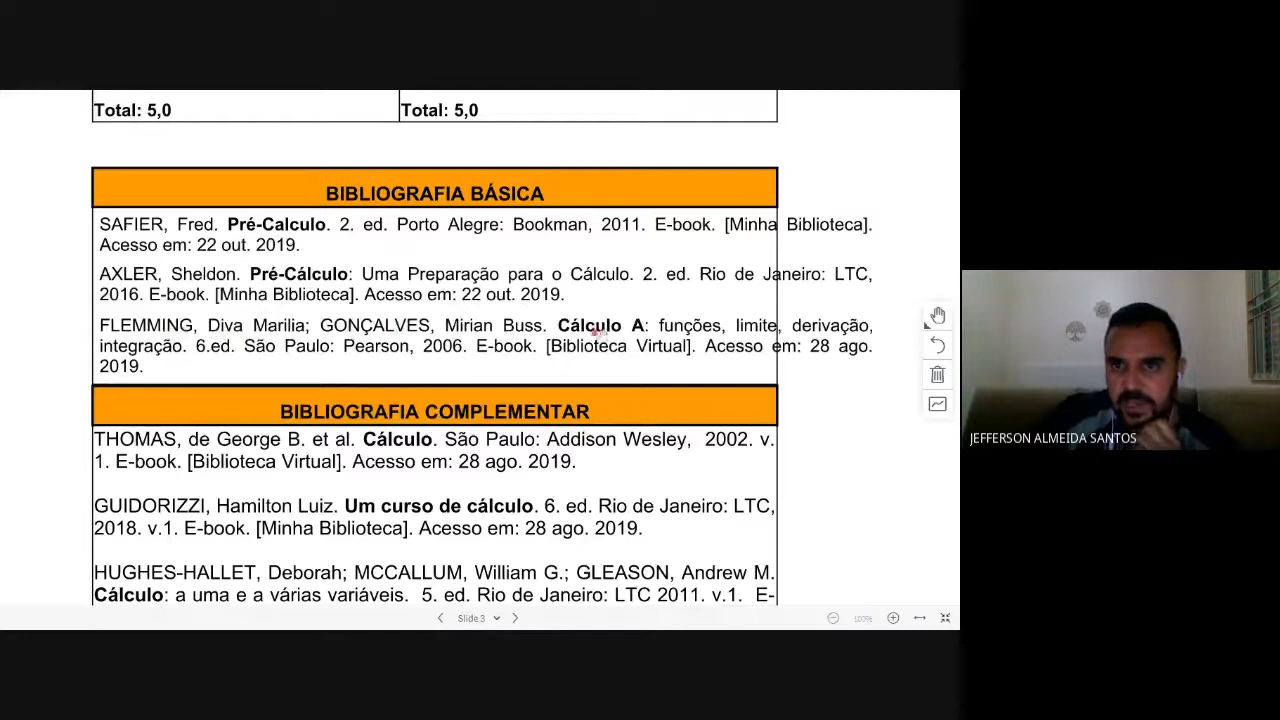 Total: 5,0 Total: 5,0
BIBLIOGRAFIA BÁSICA
SAFIER, Fred. Pré-Calculo. 2. ed. Porto Alegre: Bookman, 2011. E-book. [Minha Biblioteca].
Acesso em: 22 out. 2019.
AXLER, Sheldon. Pré-Cálculo: Uma Preparação para o Cálculo. 2. ed. Rio de Janeiro: LTC,
2016. E-book. [Minha Biblioteca]. Acesso em: 22 out. 2019.
FLEMMING, Diva Marilia; GONÇALVES, Mirian Buss. Cálculo A: funções, limite, derivação,
integração. 6.ed. São Paulo: Pearson, 2006. E-book. [Biblioteca Virtual]. Acesso em: 28 ago.
2019.
BIBLIOGRAFIA COMPLEMENTAR
THOMAS, de George B. et al. Cálculo. São Paulo: Addison Wesley, 2002. v.
1. E-book. [Biblioteca Virtual]. Acesso em: 28 ago. 2019.
GUIDORIZZI, Hamilton Luiz. Um curso de cálculo. 6. ed. Rio de Janeiro: LTC,
2018. v.1. E-book. [Minha Biblioteca]. Acesso em: 28 ago. 2019.
HUGHES-HALLET, Deborah; MCCALLUM, William G.; GLEASON, Andrew M.
Cálculo: a uma e a várias variáveis. 5. ed. Rio de Janeiro: LTC 2011. v.1. E-
Slide 3
100%
JEFFERSON ALMEIDA SANTOS